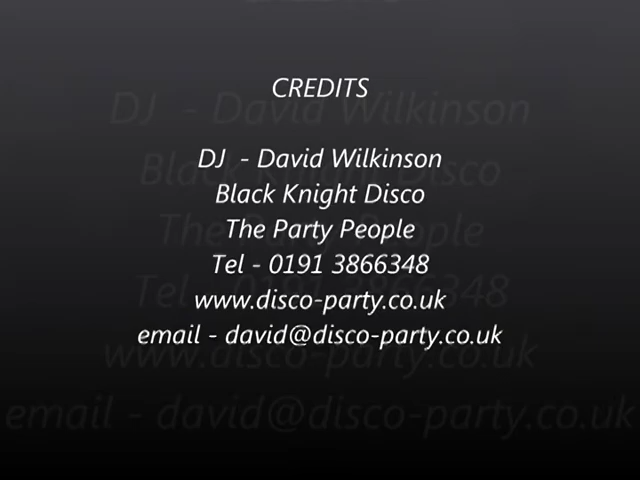 CREDITS
DJ - David Wilkinson
Black Knight Disco
The Party People
Tel - 0191 3866348
www.disco-party.co.uk
email - david@disco-party.co.uk